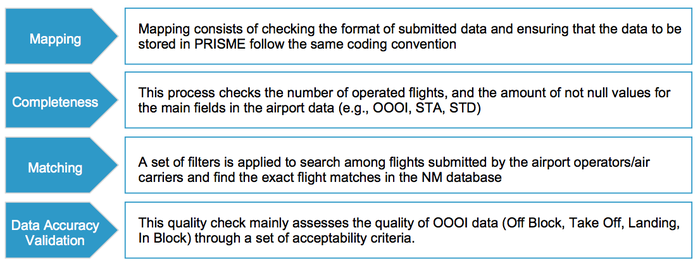 Mapping
Mapping consists of checking the format of submitted data and ensuring that the data to be
stored in PRISME follow the same coding convention
Completeness
This process checks the number of operated flights, and the amount of not null values for
the main fields in the airport data (e.g., OOOI, STA, STD)
Matching
A set of filters is applied to search among flights submitted by the airport operators/air
carriers and find the exact flight matches in the NM database
Data Accuracy
Validation
This quality check mainly assesses the quality of OOOI data (Off Block, Take Off, Landing,
In Block) through a set of acceptability criteria.